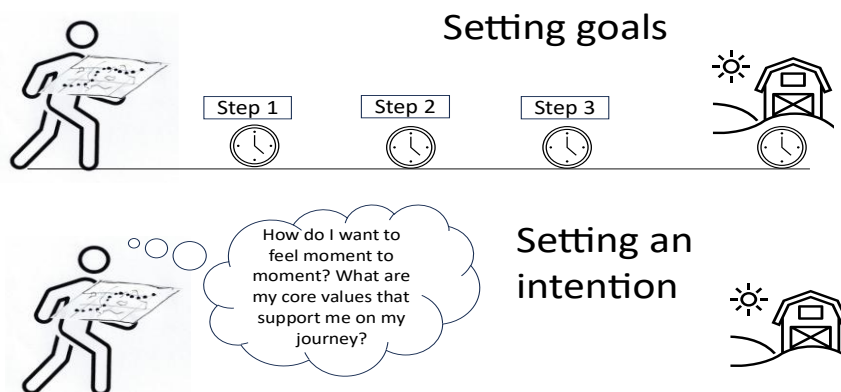 Setting goals
Step 1
Step 2
Step 3
How do I want to
feel moment to
moment? What are
my core values that
support me on my
journey?
Setting an
intention